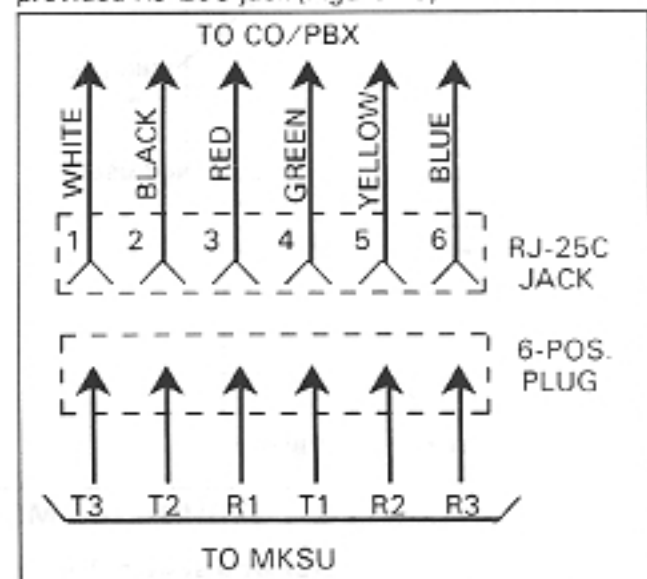 TO CO/PBX
WHITE BLACK RED GREEN YELLOW BLUE
1 2 3 4 5 6
RJ-25C
JACK
6-POS.
PLUG
T3 T2 R1 T1 R2 R3
TO MKSU